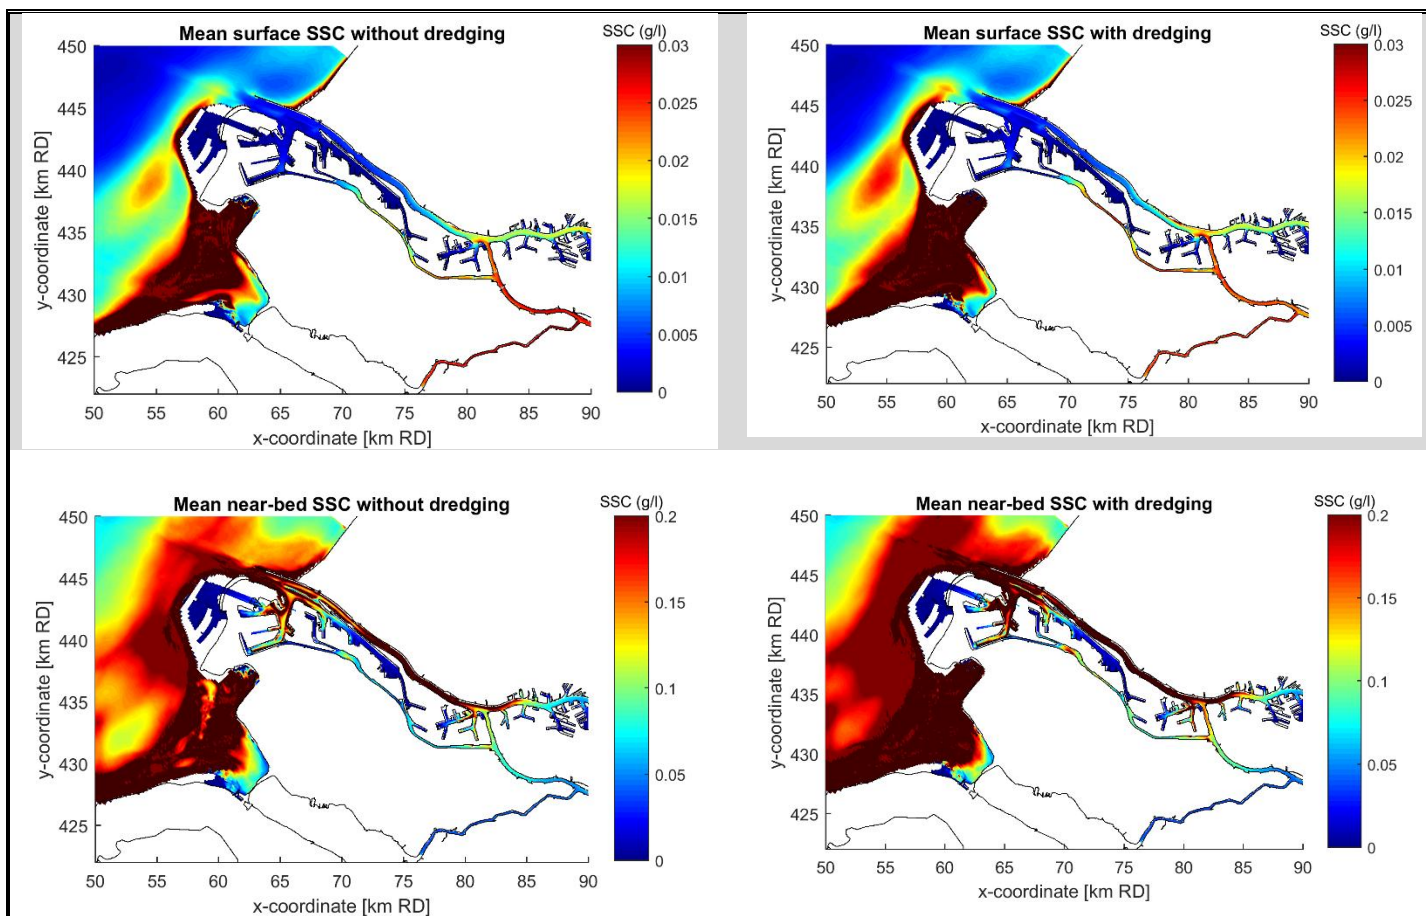 Mean surface SSC without dredging
SSC (g/l)
450
445
440
435
430
425
y-coordinate [km RD]
50 55 60 65 70 75 80 85 90
x-coordinate [km RD]
0.03
0.025
0.02
0.015
0.01
0.005
0
Mean surface SSC with dredging
SSC (g/l)
450
445
440
435
430
425
y-coordinate [km RD]
50 55 60 65 70 75 80 85 90
x-coordinate [km RD]
0.03
0.025
0.02
0.015
0.01
0.005
0
Mean near-bed SSC without dredging
SSC (g/l)
450
445
440
435
430
425
y-coordinate [km RD]
50 55 60 65 70 75 80 85 90
x-coordinate [km RD]
0.2
0.15
0.1
0.05
0
Mean near-bed SSC with dredging
SSC (g/l)
450
445
440
435
430
425
y-coordinate [km RD]
50 55 60 65 70 75 80 85 90
x-coordinate [km RD]
0.2
0.15
0.1
0.05
0